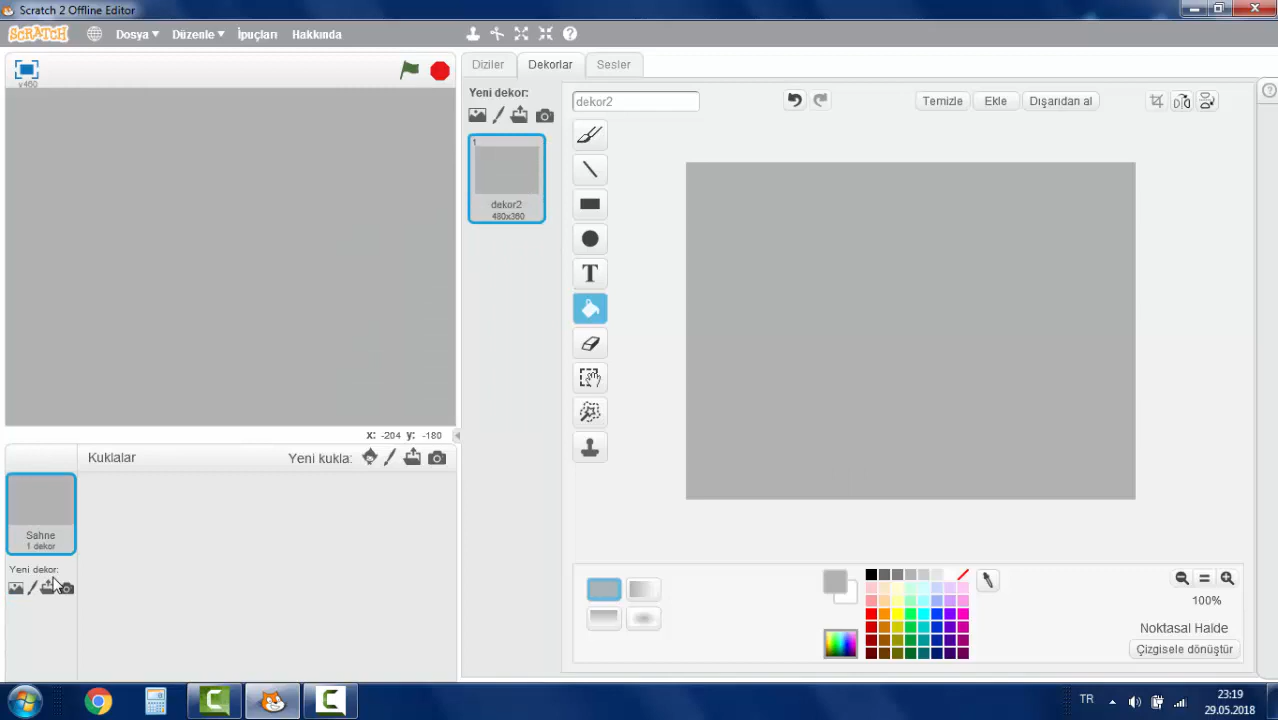 Scratch 2 Offline Editor
SCRATCH Dosya Düzenle İpuçları Hakkında
v460
Diziler Dekorlar Sesler
Yeni dekor:
dekor2
Temizle Ekle Dışarıdan al
1
dekor2
480x360
T
x: -204 y: -180
Kuklalar Yeni kukla:
Sahne
1 dekor
Yeni dekor:
100%
Noktasal Halde
Çizgisele dönüştür
TR
23:19
29.05.2018